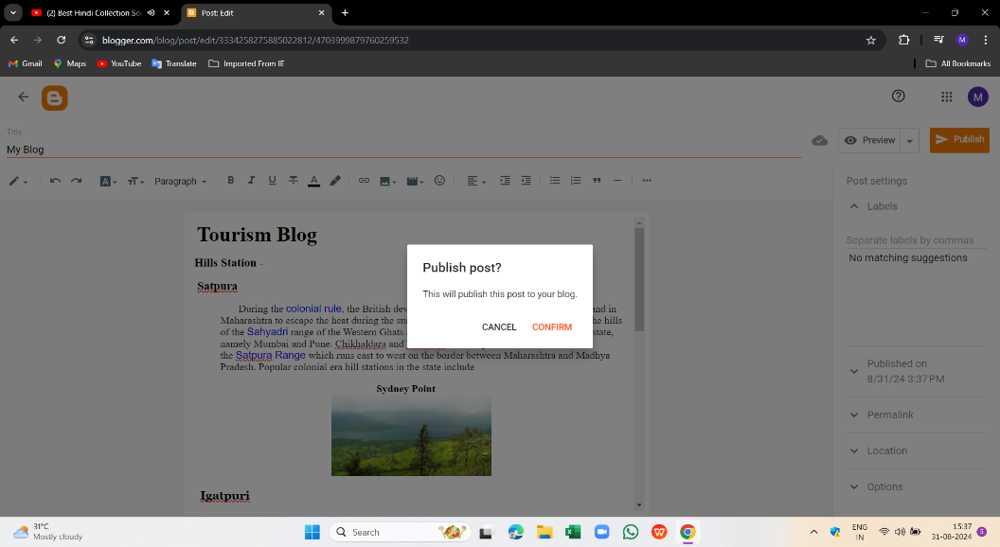 (2) Best Hindi Collection So
Post: Edit
blogger.com/blog/post/edit/3334258275885022812/4703999879760259532
M
Gmail
Maps
YouTube
Translate
Imported From IE
All Bookmarks
M
Title
My Blog
Preview
Publish
Paragraph
B
I
U
A
Post settings
Labels
Separate labels by commas
No matching suggestions
Published on
8/31/24 3:37 PM
Permalink
Location
Options
Tourism Blog
Hills Station -
Satpura
During the colonial rule, the British dev
nd in
Maharashtra to escape the heat during the su
he hills
of the Sahyadri range of the Western Ghats
state,
namely Mumbai and Pune. Chikhaldara and
the Satpura Range which runs east to west on the border between Maharashtra and Madhya
Pradesh. Popular colonial era hill stations in the state include
Sydney Point
Igatpuri
Publish post?
This will publish this post to your blog.
CANCEL
CONFIRM
31°C
Mostly cloudy
Search
ENG
IN
15:37
31-08-2024
5